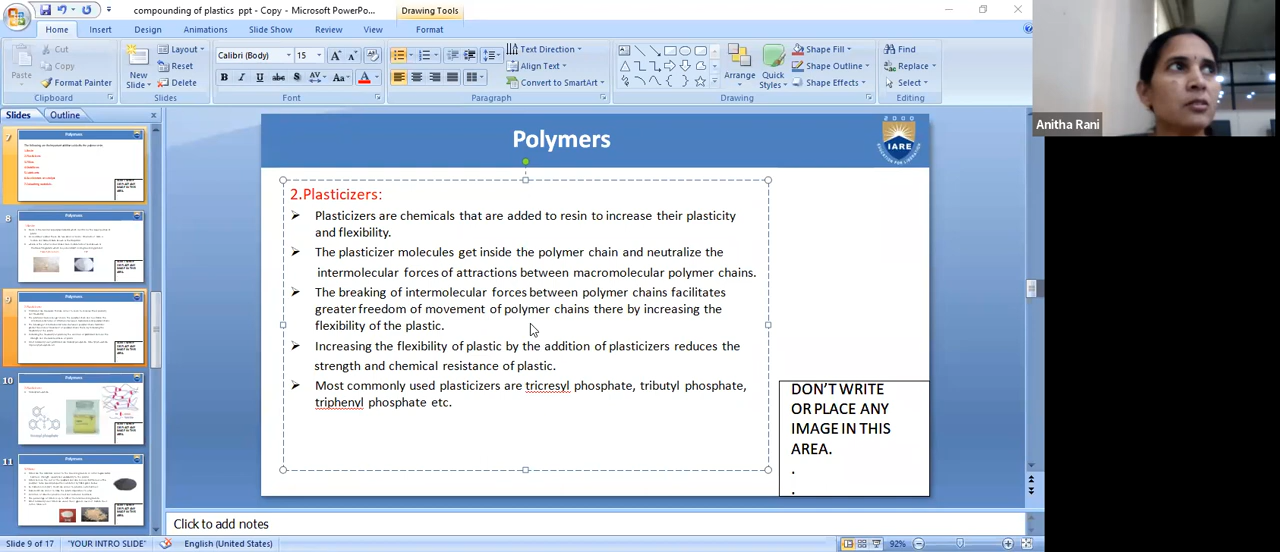 compounding of plastics ppt - Copy - Microsoft PowerPo...
Drawing Tools
Home Insert Design Animations Slide Show Review View Format
Paste
Cut
Copy
Format Painter
Clipboard
New Slide
Layout
Reset
Delete
Slides
Calibri (Body) 15
Font
Text Direction
Align Text
Convert to SmartArt
Paragraph
Arrange
Quick Styles
Shape Fill
Shape Outline
Shape Effects
Drawing
Find
Replace
Select
Editing
Anitha Rani
Slides Outline
7
8
9
10
11
Polymers
2000
IARE
2.Plasticizers:
Plasticizers are chemicals that are added to resin to increase their plasticity
and flexibility.
The plasticizer molecules get inside the polymer chain and neutralize the
intermolecular forces of attractions between macromolecular polymer chains.
The breaking of intermolecular forces between polymer chains facilitates
greater freedom of movement of polymer chains there by increasing the
flexibility of the plastic.
Increasing the flexibility of plastic by the addition of plasticizers reduces the
strength and chemical resistance of plastic.
Most commonly used plasticizers are tricresyl phosphate, tributyl phosphate,
triphenyl phosphate etc.
DON'T WRITE
OR PLACE ANY
IMAGE IN THIS
AREA.
.
.
Click to add notes
Slide 9 of 17 "YOUR INTRO SLIDE" English (United States) 92%